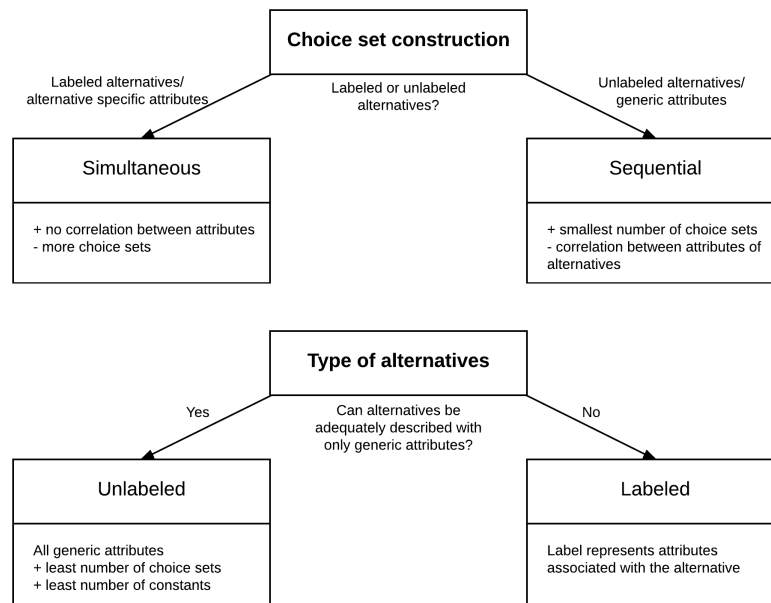 Choice set construction
Labeled alternatives/
alternative specific attributes
Labeled or unlabeled
alternatives?
Unlabeled alternatives/
generic attributes
Simultaneous
+ no correlation between attributes
- more choice sets
Sequential
+ smallest number of choice sets
- correlation between attributes of
alternatives
Type of alternatives
Yes
Can alternatives be
adequately described with
only generic attributes?
No
Unlabeled
All generic attributes
+ least number of choice sets
+ least number of constants
Labeled
Label represents attributes
associated with the alternative